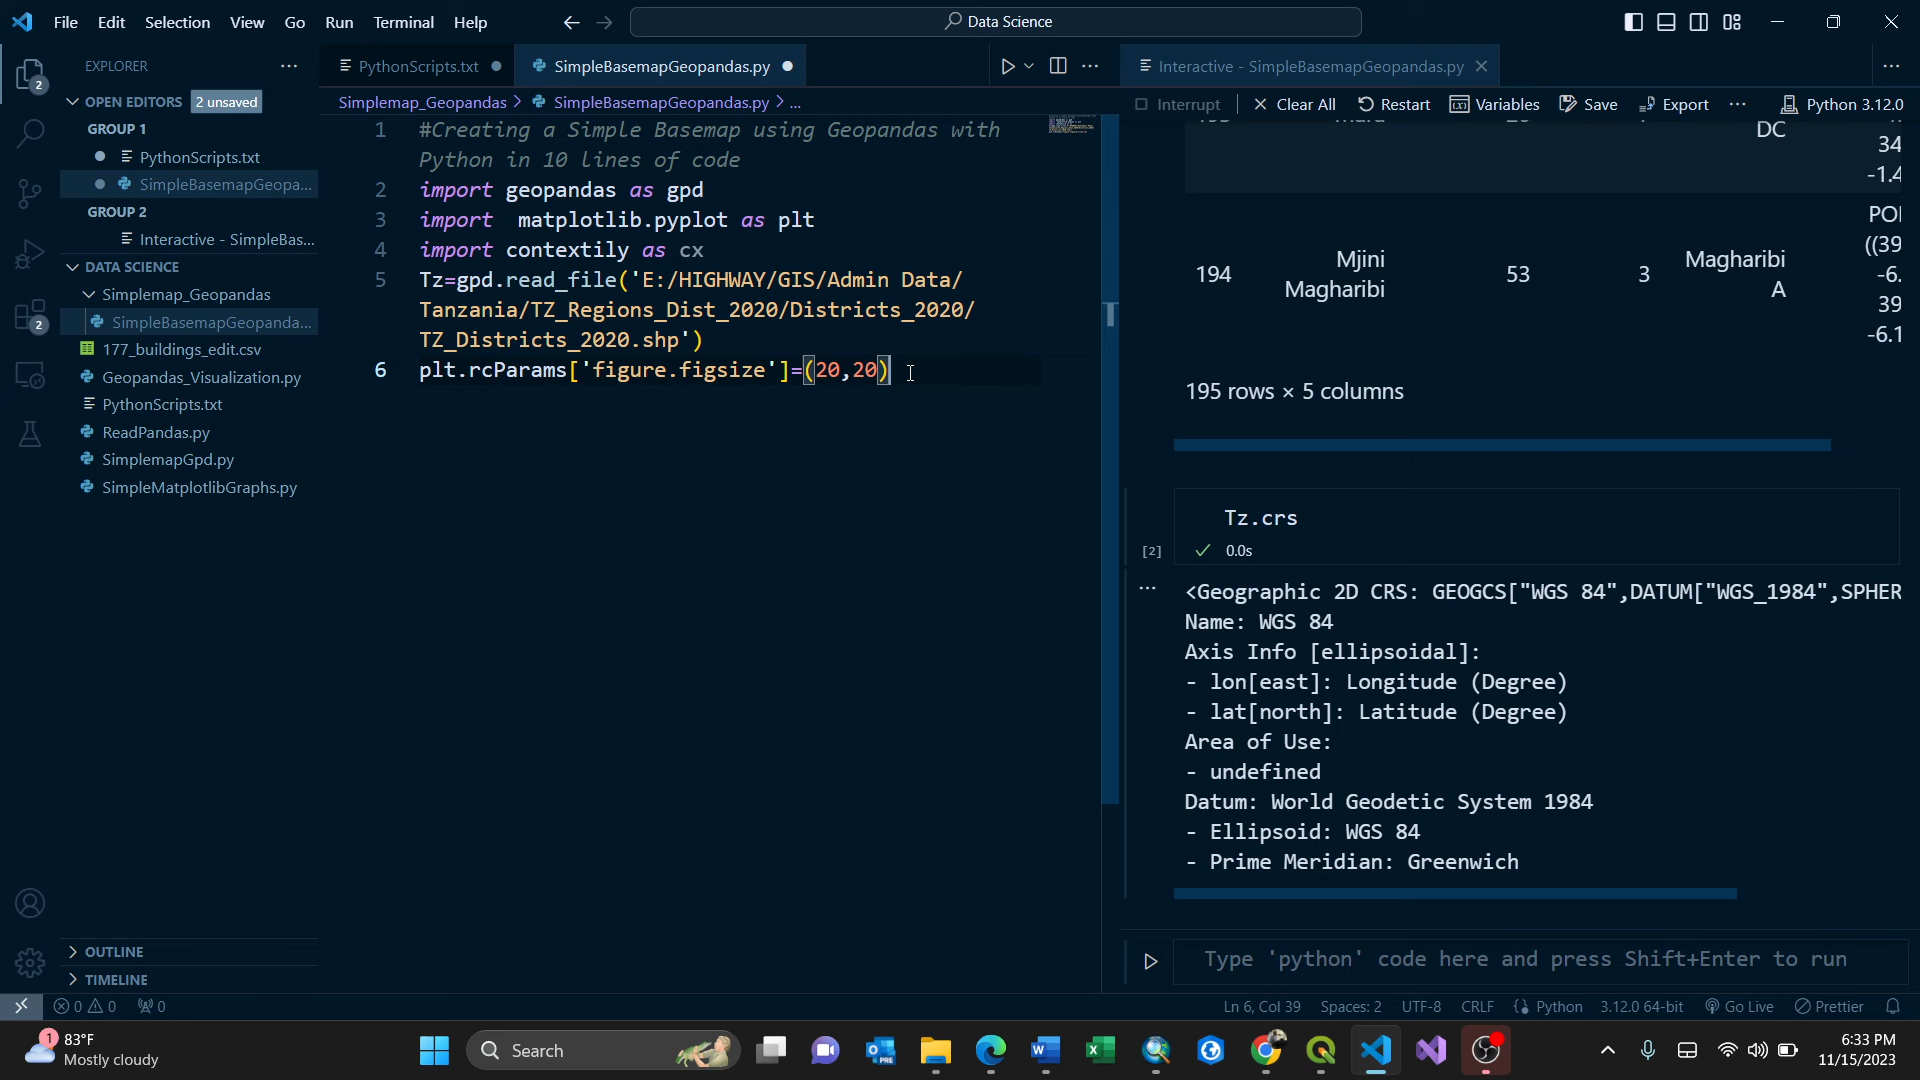 File Edit Selection View Go Run Terminal Help
Data Science
EXPLORER
OPEN EDITORS 2 unsaved
GROUP 1
PythonScripts.txt
SimpleBasemapGeopa...
GROUP 2
Interactive - SimpleBas...
DATA SCIENCE
Simplemap_Geopandas
SimpleBasemapGeopanda...
177_buildings_edit.csv
Geopandas_Visualization.py
PythonScripts.txt
ReadPandas.py
SimplemapGpd.py
SimpleMatplotlibGraphs.py
OUTLINE
TIMELINE
2
2
PythonScripts.txt
SimpleBasemapGeopandas.py
Simplemap_Geopandas > SimpleBasemapGeopandas.py > ...
1 #Creating a Simple Basemap using Geopandas with
Python in 10 lines of code
2 import geopandas as gpd
3 import  matplotlib.pyplot as plt
4 import contextily as cx
5 Tz=gpd.read_file('E:/HIGHWAY/GIS/Admin Data/
Tanzania/TZ_Regions_Dist_2020/Districts_2020/
TZ_Districts_2020.shp')
6 plt.rcParams['figure.figsize']=(20,20)
Interactive - SimpleBasemapGeopandas.py
Interrupt Clear All Restart Variables Save Export ... Python 3.12.0
DC
34
-1.4
194 Mjini Magharibi 53 3 Magharibi A
((39
-6.
39
-6.1
195 rows × 5 columns
Tz.crs
[2] 0.0s
<Geographic 2D CRS: GEOGCS["WGS 84",DATUM["WGS_1984",SPHER
Name: WGS 84
Axis Info [ellipsoidal]:
- lon[east]: Longitude (Degree)
- lat[north]: Latitude (Degree)
Area of Use:
- undefined
Datum: World Geodetic System 1984
- Ellipsoid: WGS 84
- Prime Meridian: Greenwich
Type 'python' code here and press Shift+Enter to run
0 0 0 Ln 6, Col 39 Spaces: 2 UTF-8 CRLF Python 3.12.0 64-bit Go Live Prettier
1 83°F
Mostly cloudy
Search
PRE
6:33 PM
11/15/2023